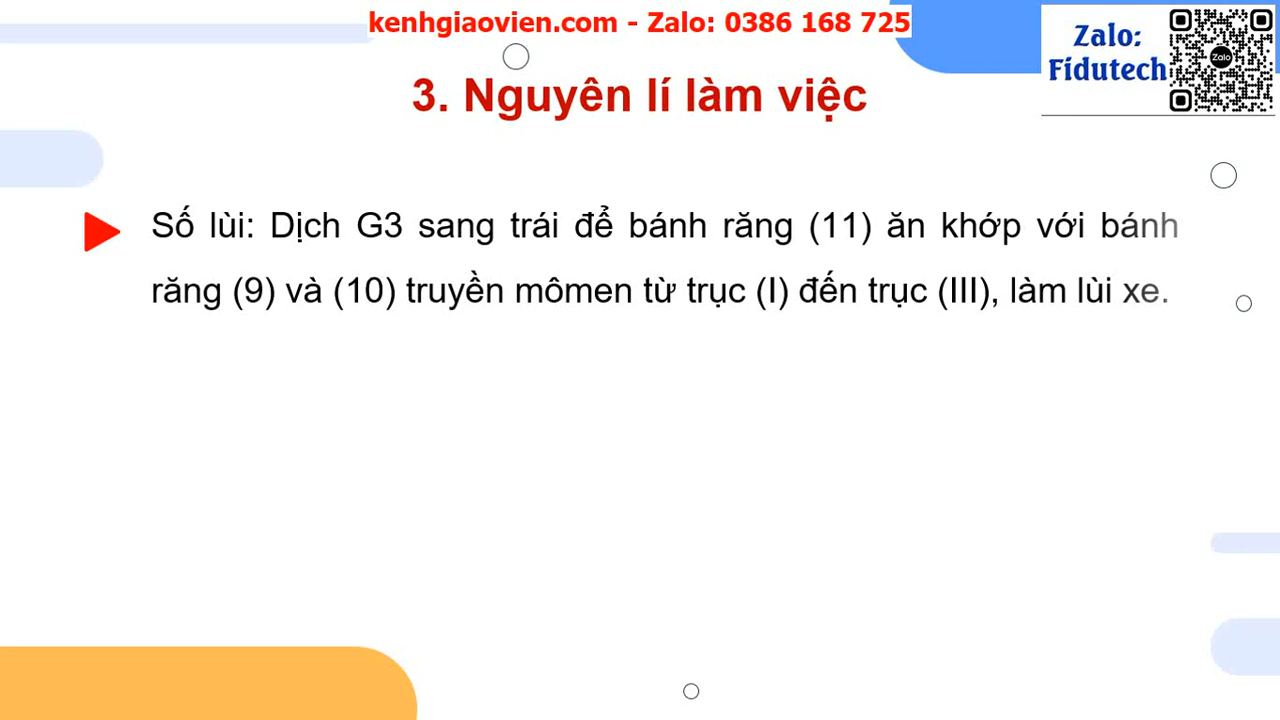 kenhgiaovien.com - Zalo: 0386 168 725
Zalo:
Fidutech
Zalo
3. Nguyên lí làm việc
Số lùi: Dịch G3 sang trái để bánh răng (11) ăn khớp với bánh
răng (9) và (10) truyền mômen từ trục (I) đến trục (III), làm lùi xe.